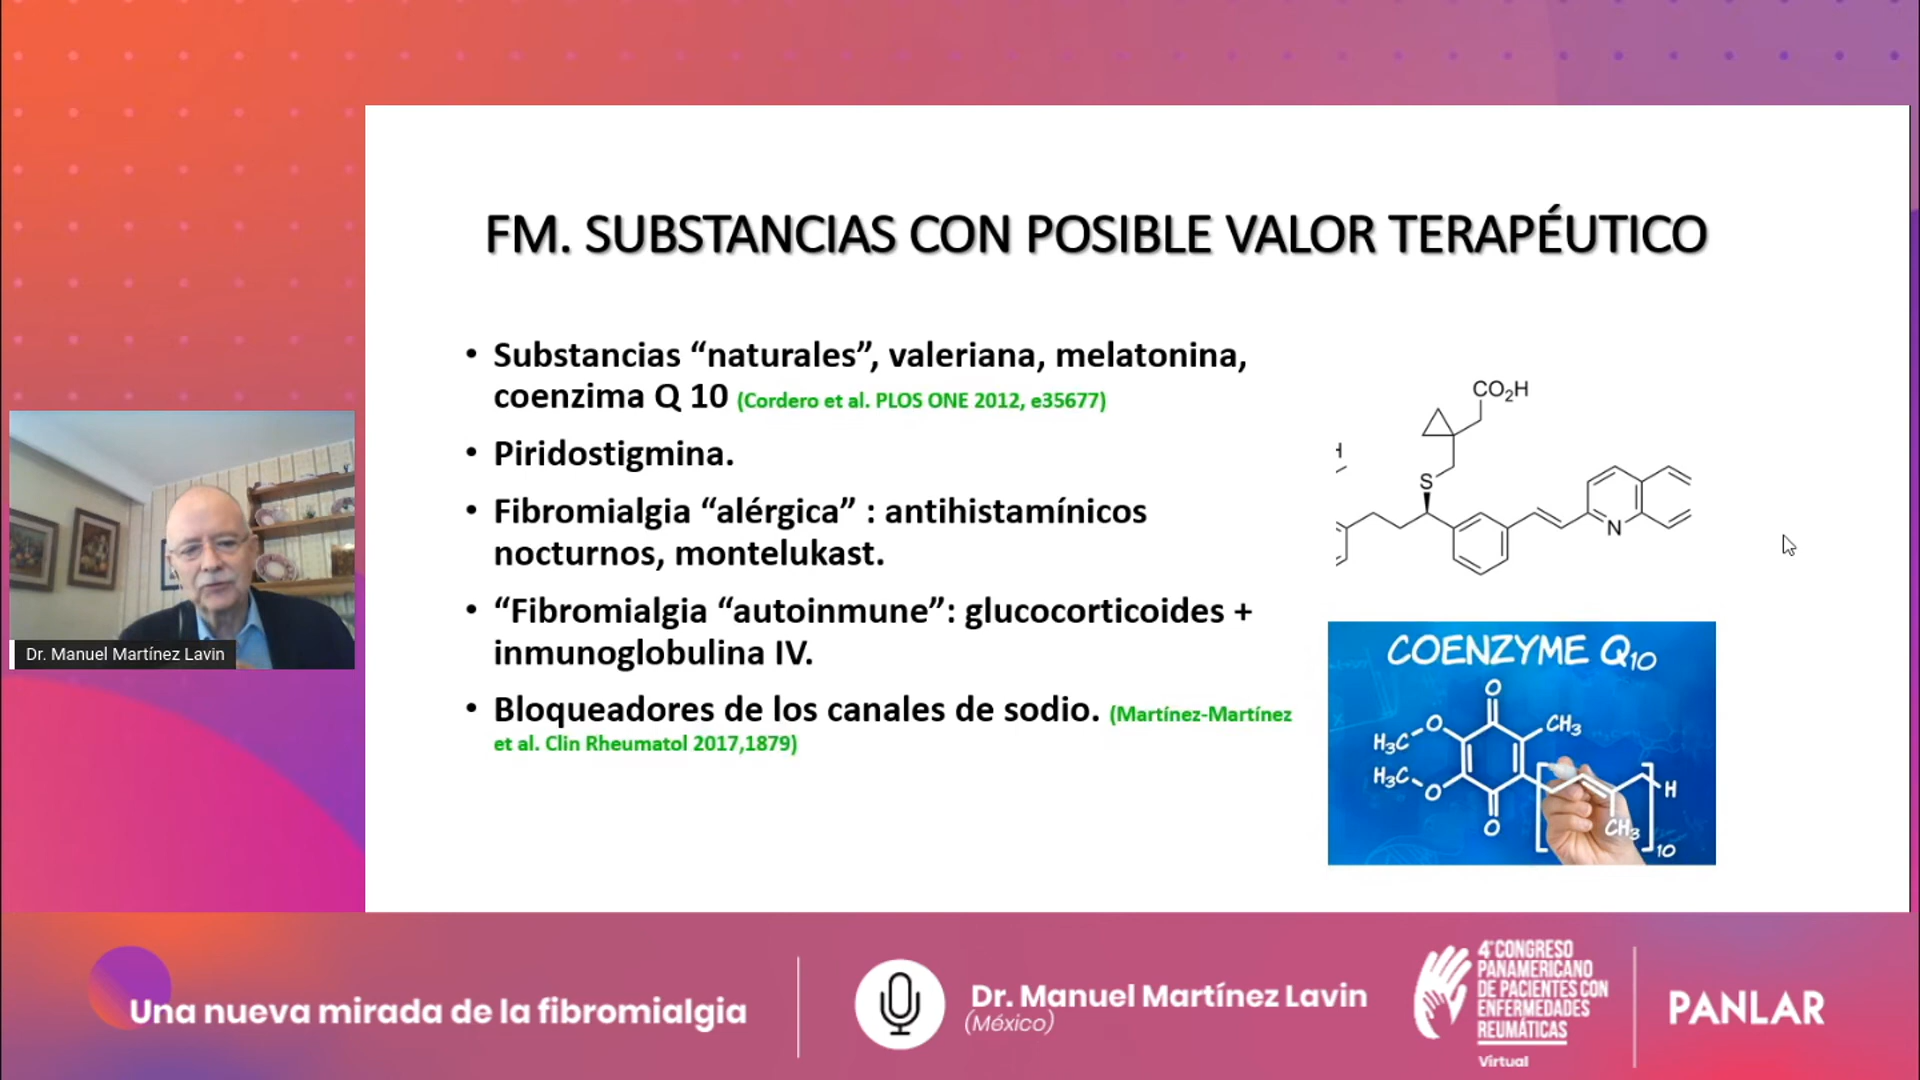 FM. SUBSTANCIAS CON POSIBLE VALOR TERAPÉUTICO
• Substancias “naturales”, valeriana, melatonina,
coenzima Q 10 (Cordero et al. PLOS ONE 2012, e35677)
• Piridostigmina.
• Fibromialgia “alérgica” : antihistamínicos
nocturnos, montelukast.
• “Fibromialgia “autoinmune”: glucocorticoides +
inmunoglobulina IV.
• Bloqueadores de los canales de sodio. (Martínez-Martínez
et al. Clin Rheumatol 2017,1879)
CO₂H
S
N
COENZYME Q10
O
O
CH3
H3C
H3C
O
H
O
CH3
10
Dr. Manuel Martínez Lavin
Una nueva mirada de la fibromialgia
Dr. Manuel Martínez Lavin
(México)
4°CONGRESO
PANAMERICANO
DE PACIENTES CON
ENFERMEDADES
REUMÁTICAS
Virtual
PANLAR